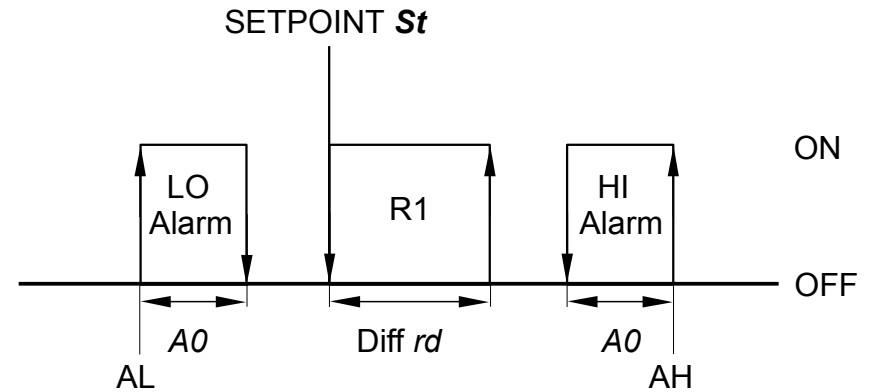 SETPOINT St
ON
LO
Alarm
R1
HI
Alarm
OFF
A0
Diff rd
A0
AL
AH